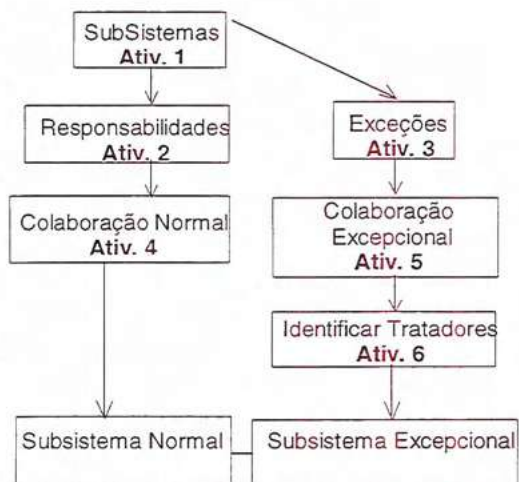 SubSistemas
Ativ. 1
Responsabilidades
Ativ. 2
Exceções
Ativ. 3
Colaboração Normal
Ativ. 4
Colaboração
Excepcional
Ativ. 5
Identificar Tratadores
Ativ. 6
Subsistema Normal
Subsistema Excepcional